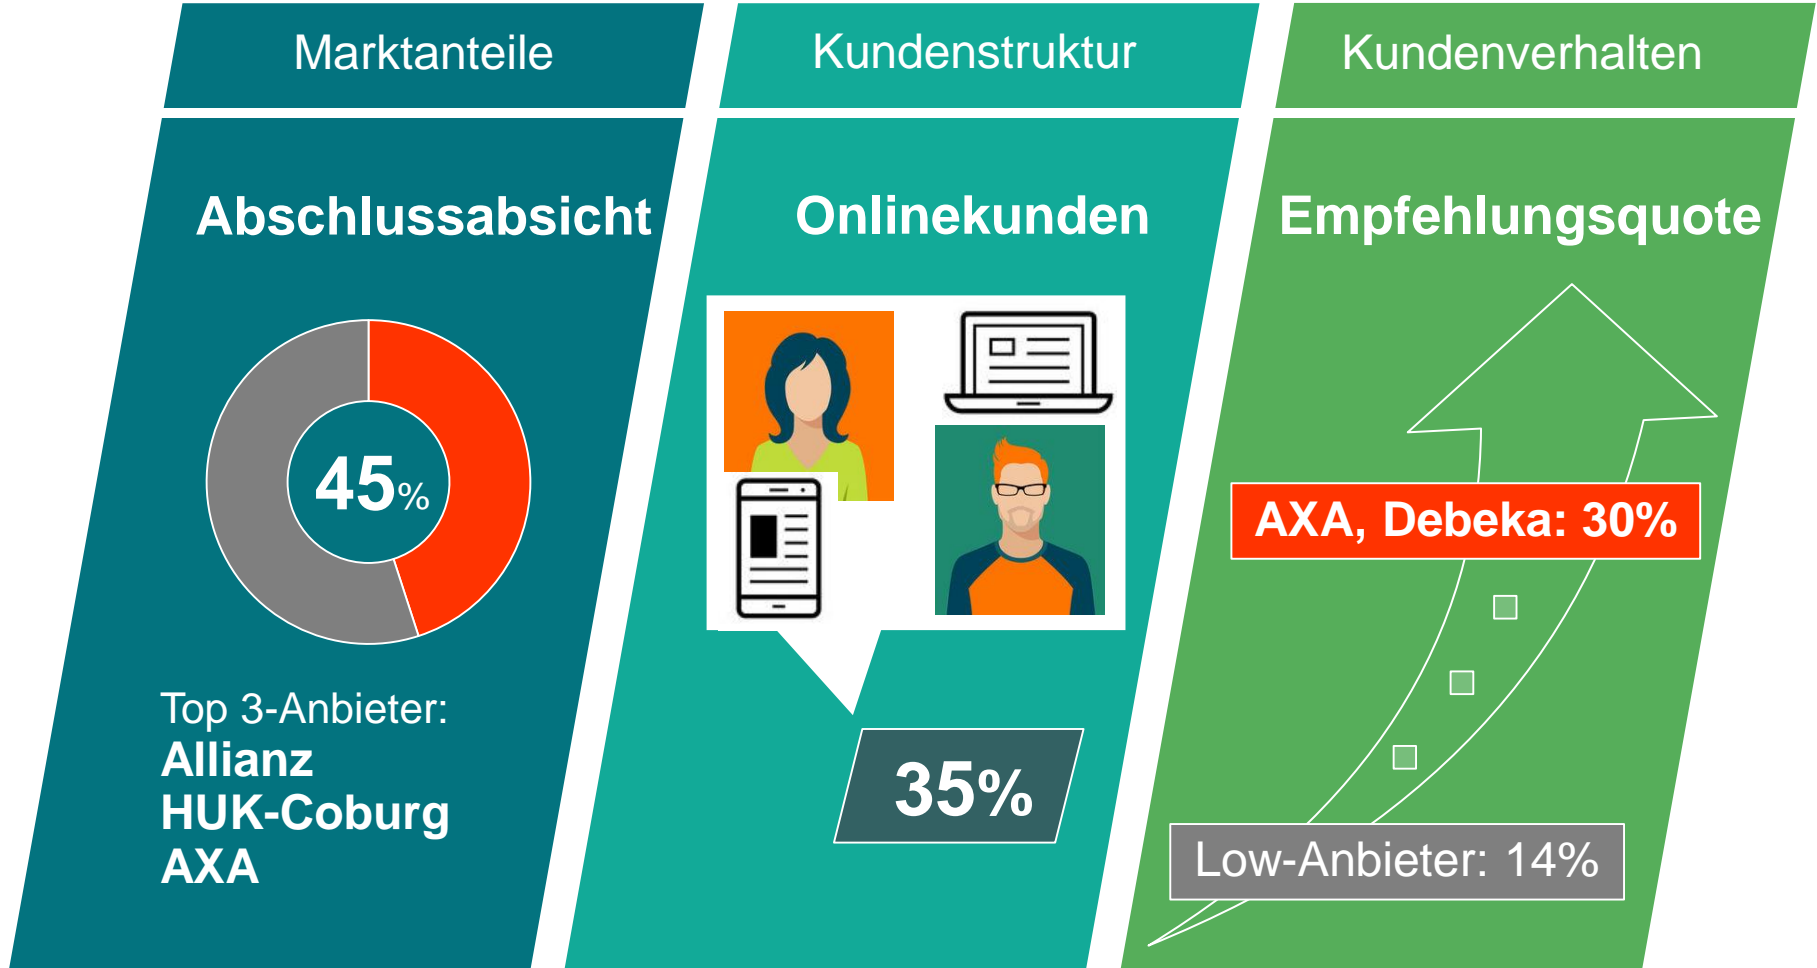 Marktanteile
Abschlussabsicht
45%
Top 3-Anbieter:
Allianz
HUK-Coburg
AXA
Kundenstruktur
Onlinekunden
35%
Kundenverhalten
Empfehlungsquote
AXA, Debeka: 30%
Low-Anbieter: 14%